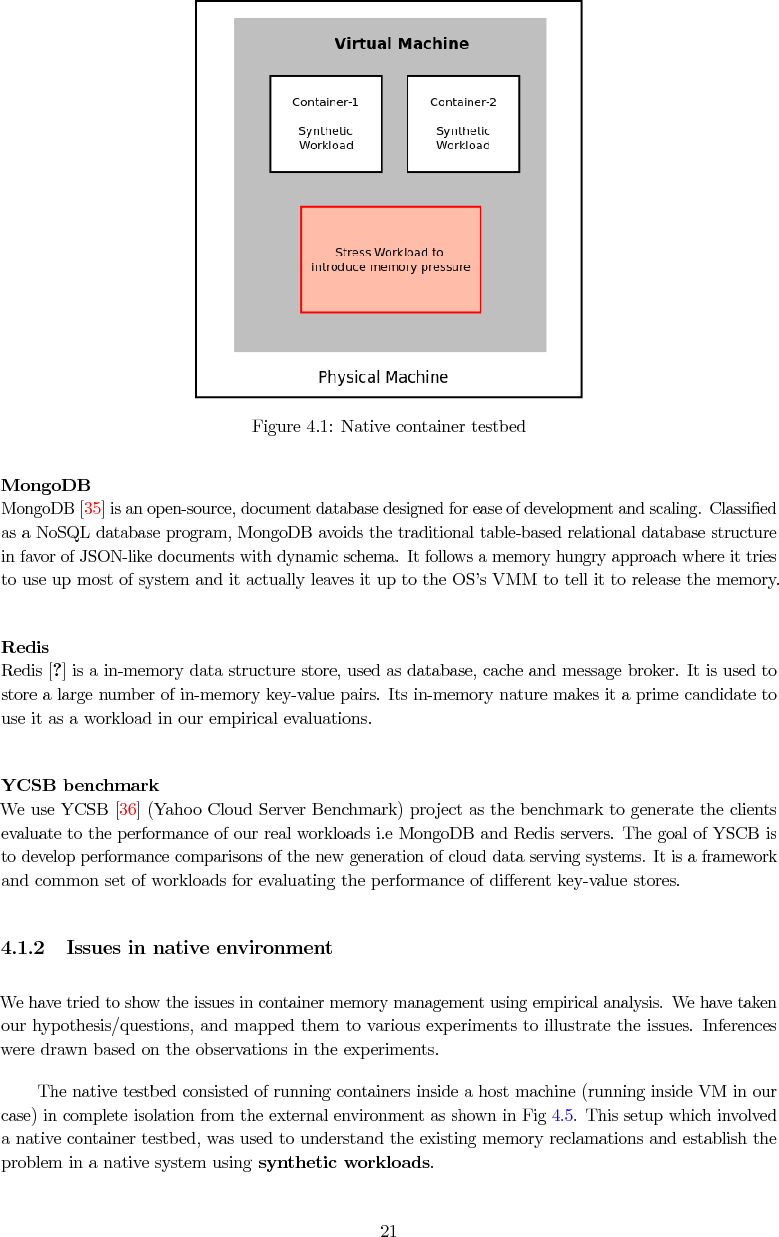 Virtual Machine
Container-1
Synthetic
Workload
Container-2
Synthetic
Workload
Stress Workload to
introduce memory pressure
Physical Machine
Figure 4.1: Native container testbed
MongoDB
MongoDB [35] is an open-source, document database designed for ease of development and scaling. Classified
as a NoSQL database program, MongoDB avoids the traditional table-based relational database structure
in favor of JSON-like documents with dynamic schema. It follows a memory hungry approach where it tries
to use up most of system and it actually leaves it up to the OS's VMM to tell it to release the memory.
Redis
Redis [?] is a in-memory data structure store, used as database, cache and message broker. It is used to
store a large number of in-memory key-value pairs. Its in-memory nature makes it a prime candidate to
use it as a workload in our empirical evaluations.
YCSB benchmark
We use YCSB [36] (Yahoo Cloud Server Benchmark) project as the benchmark to generate the clients
evaluate to the performance of our real workloads i.e MongoDB and Redis servers. The goal of YSCB is
to develop performance comparisons of the new generation of cloud data serving systems. It is a framework
and common set of workloads for evaluating the performance of different key-value stores.
4.1.2 Issues in native environment
We have tried to show the issues in container memory management using empirical analysis. We have taken
our hypothesis/questions, and mapped them to various experiments to illustrate the issues. Inferences
were drawn based on the observations in the experiments.
The native testbed consisted of running containers inside a host machine (running inside VM in our
case) in complete isolation from the external environment as shown in Fig 4.5. This setup which involved
a native container testbed, was used to understand the existing memory reclamations and establish the
problem in a native system using synthetic workloads.
21